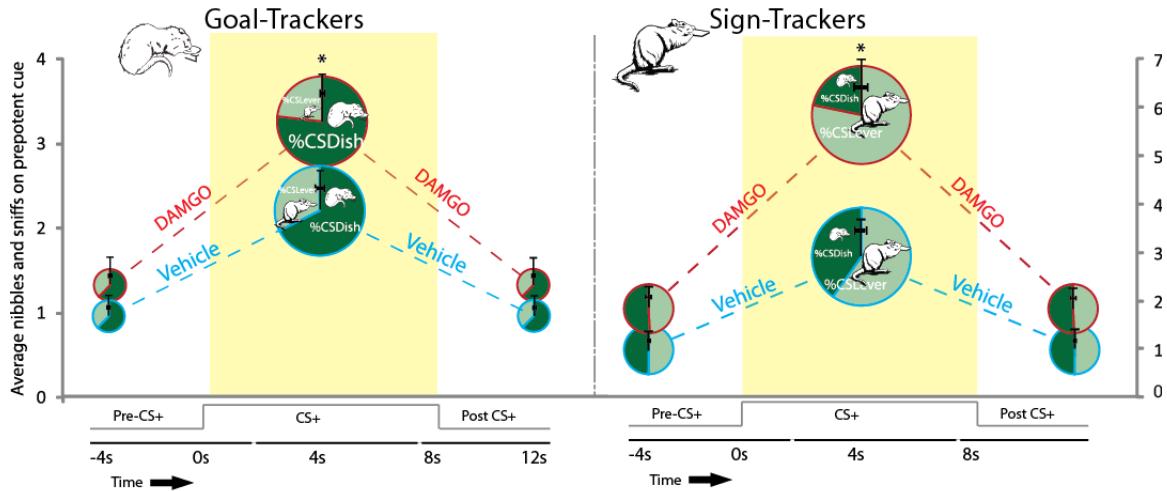 Goal-Trackers
Sign-Trackers
Average nibbles and sniffs on prepotent cue
4
3
2
1
0
*
%CSLever
%CSDish
%CSLever
%CSDish
DAMGO
DAMGO
Vehicle
Vehicle
*
%CSDish
%CSLever
%CSDish
%CSLever
DAMGO
DAMGO
Vehicle
Vehicle
7
6
5
4
3
2
1
0
Pre-CS+
CS+
Post CS+
-4s
0s
4s
8s
12s
Time
Pre-CS+
CS+
Post CS+
-4s
0s
4s
8s
Time